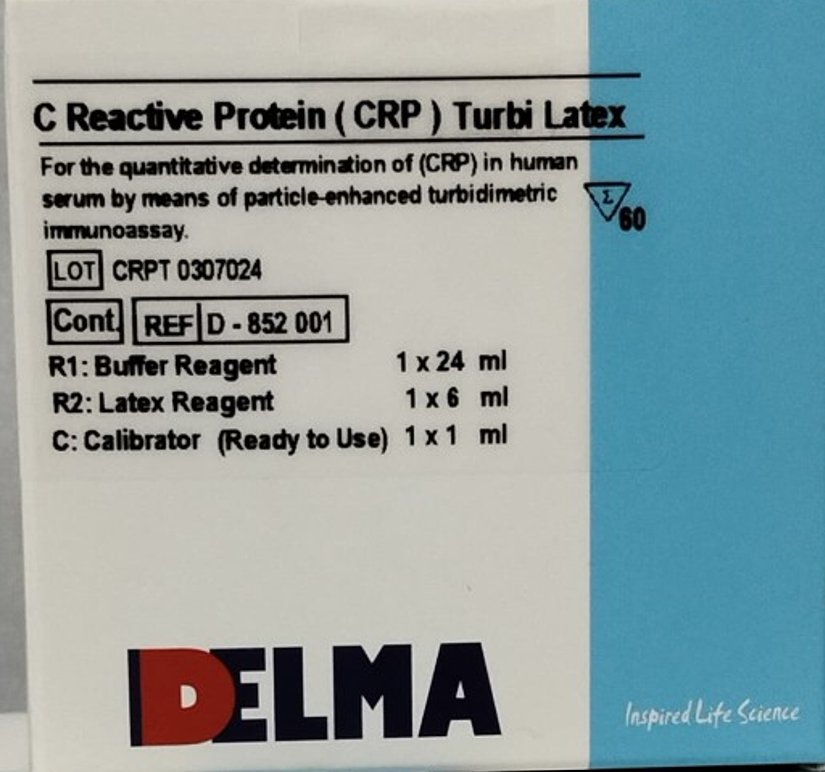 C Reactive Protein ( CRP ) Turbi Latex
For the quantitative determination of (CRP) in human
serum by means of particle-enhanced turbidimetric
immunoassay.
Σ 60
LOT CRPT 0307024
Cont. REF D - 852 001
R1: Buffer Reagent 1 x 24 ml
R2: Latex Reagent 1 x 6 ml
C: Calibrator (Ready to Use) 1 x 1 ml
DELMA
Inspired Life Science